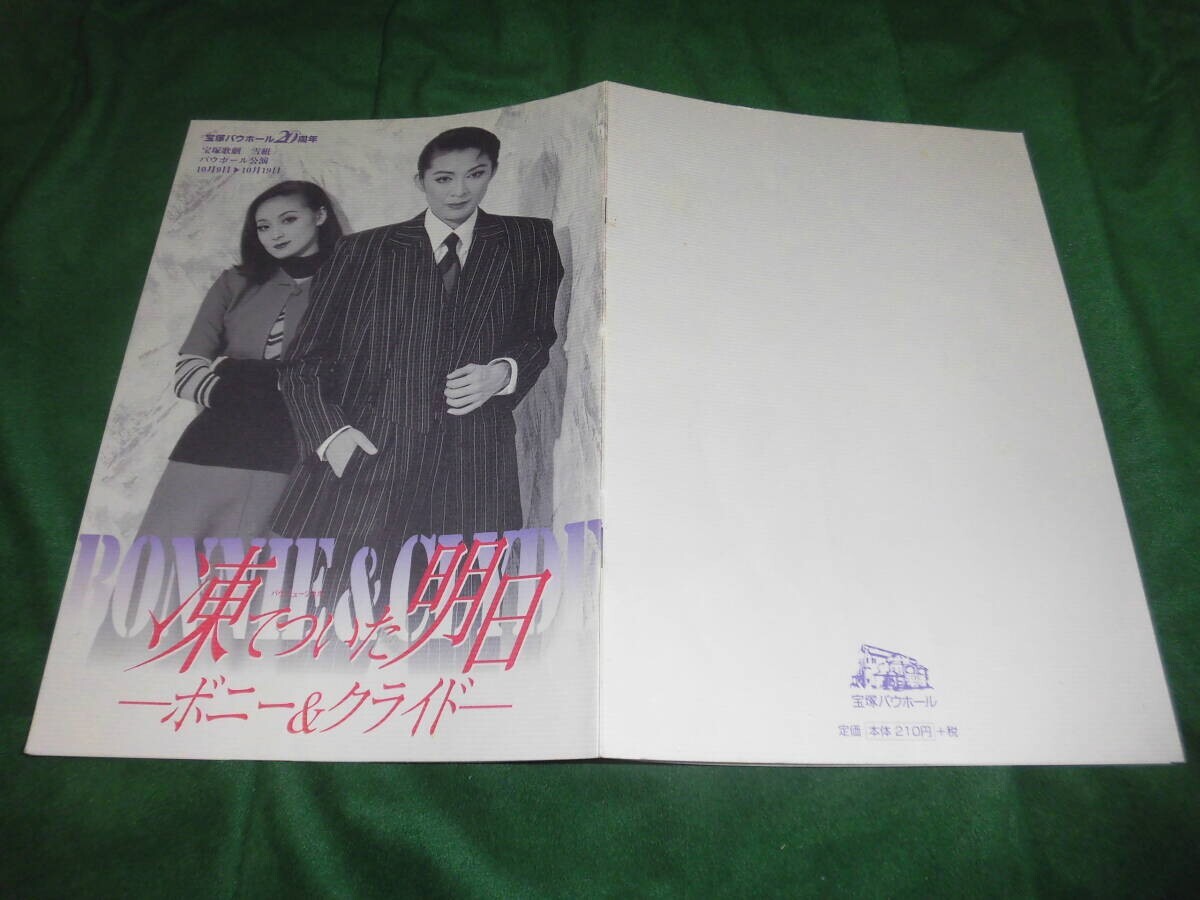 宝塚バウホール20周年
宝塚歌劇 雪組
バウホール公演
10月9日▶10月19日
BONNIE & CLYDE
バウ・ミュージカル
凍てついた明日
―ボニー&クライド―
宝塚バウホール
定価 本体 210円 +税